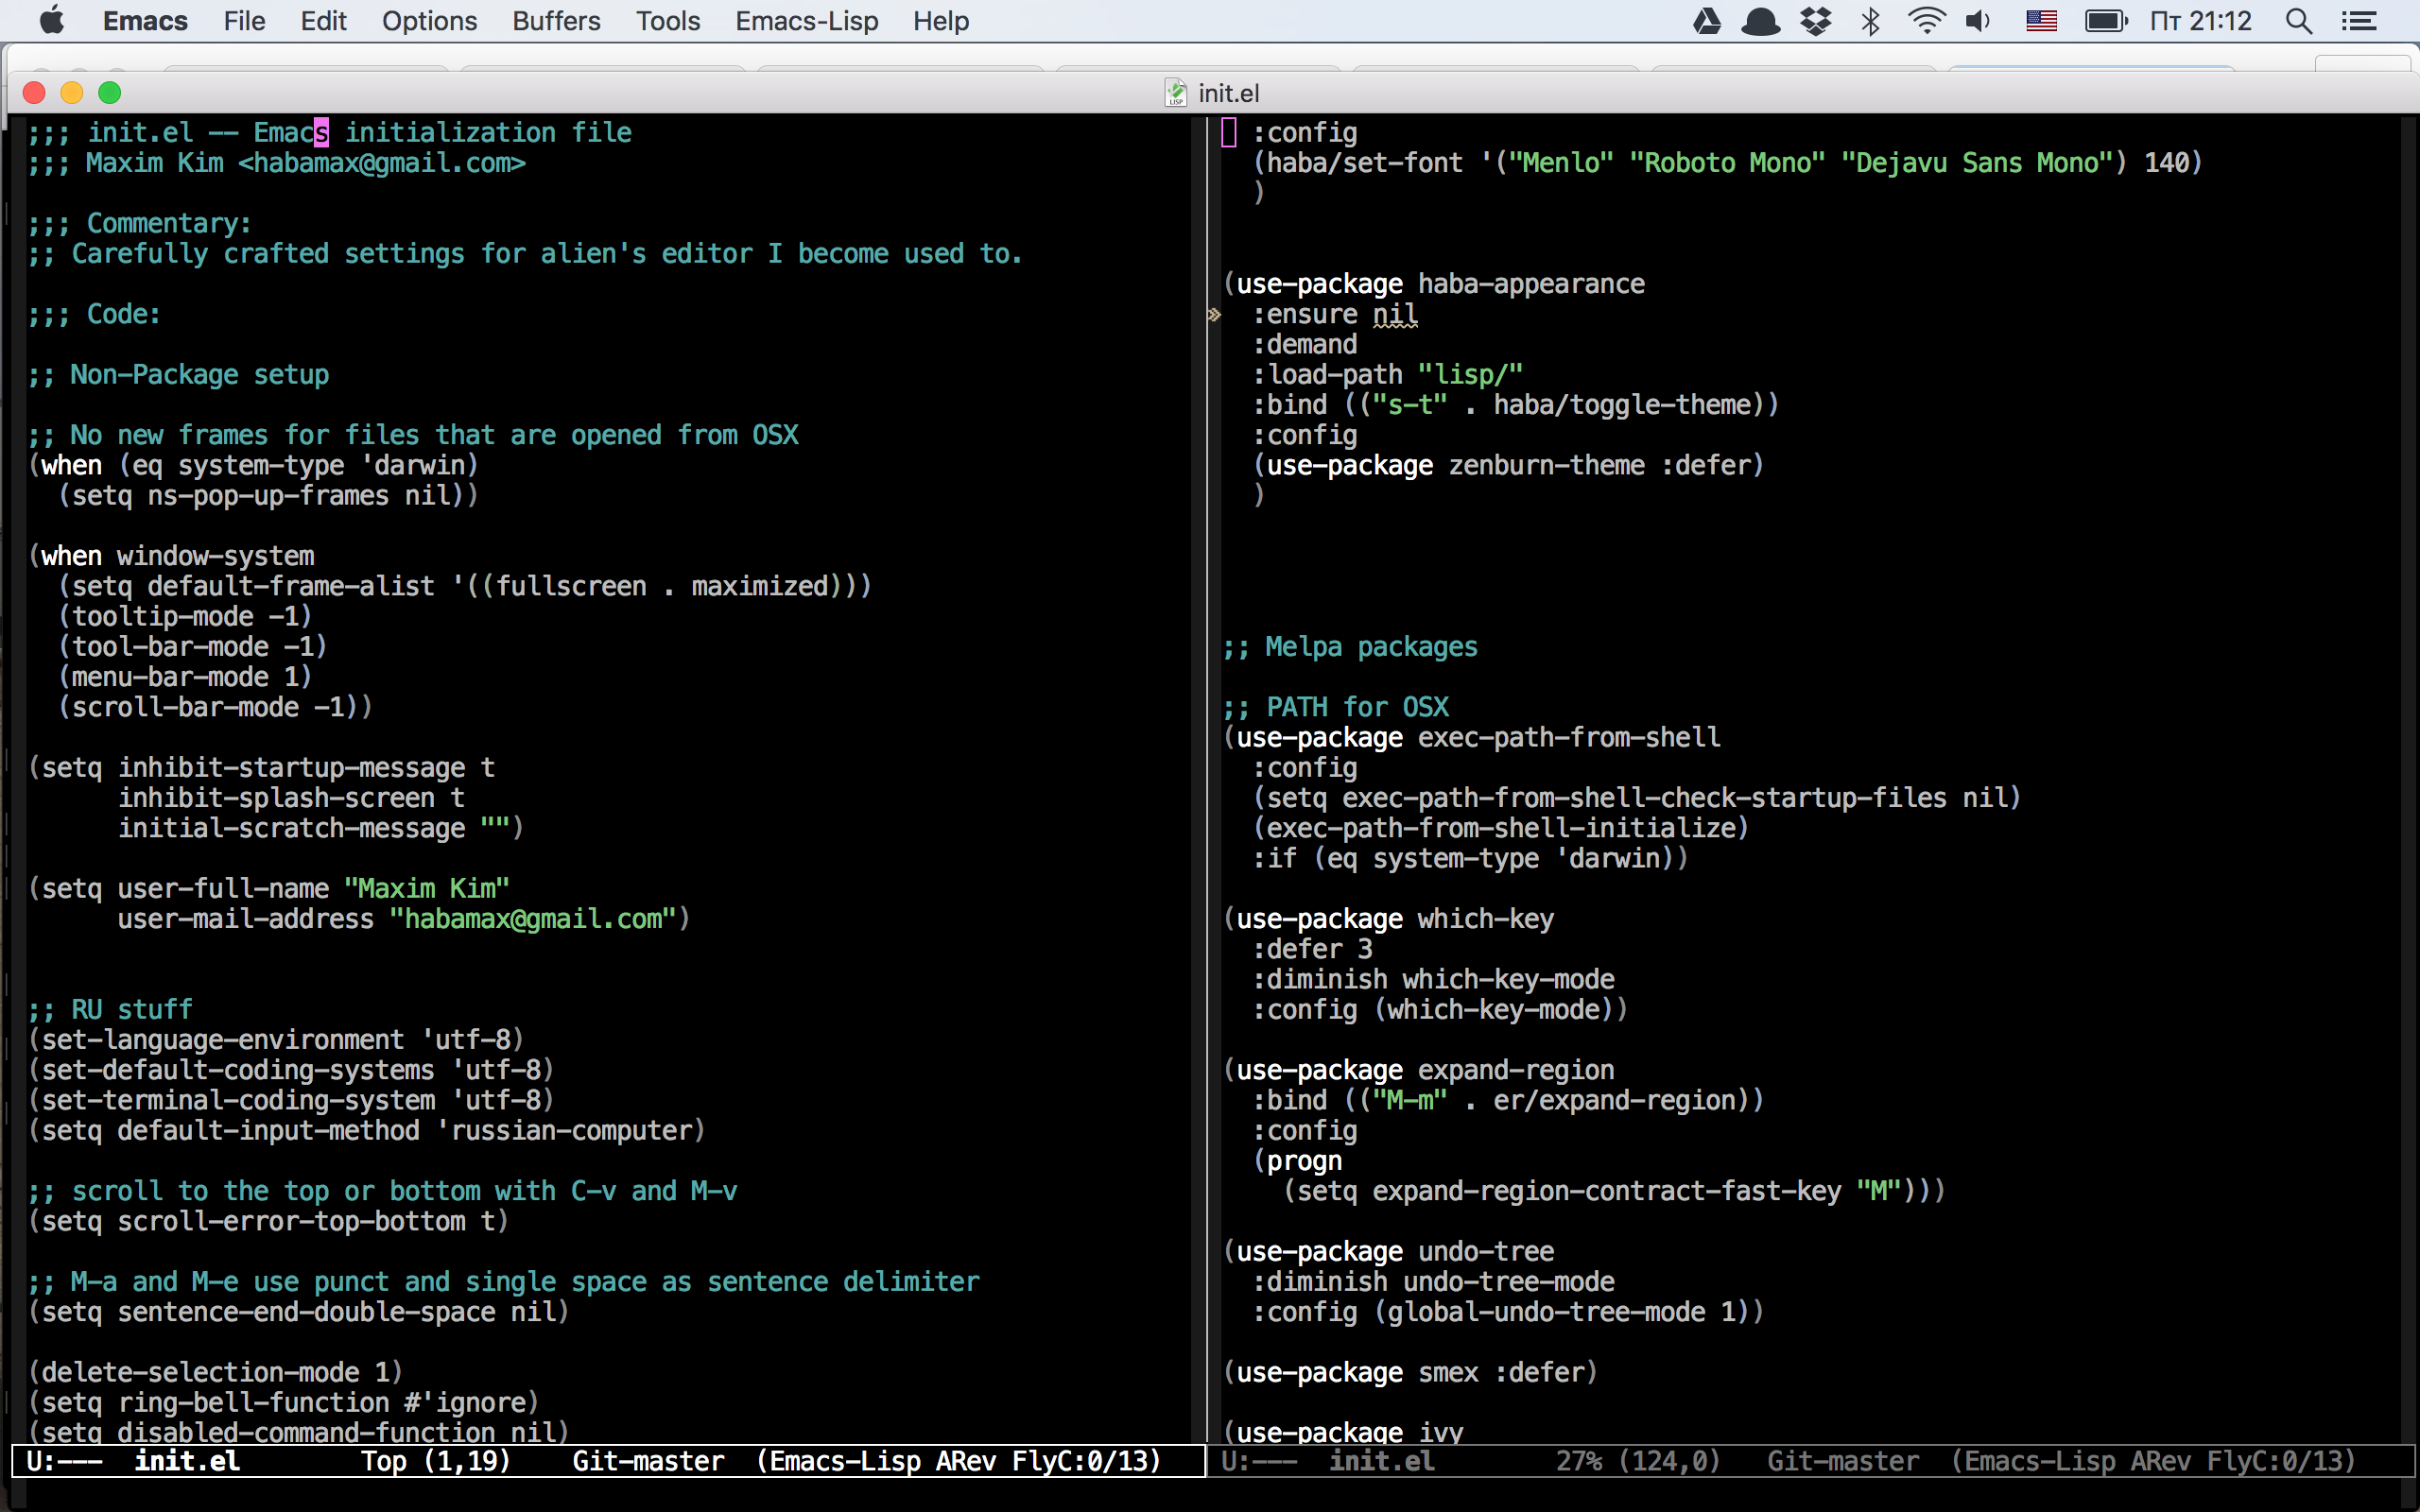 Emacs File Edit Options Buffers Tools Emacs-Lisp Help Пт 21:12
init.el
;;; init.el -- Emacs initialization file
;;; Maxim Kim <habamax@gmail.com>
;;; Commentary:
;; Carefully crafted settings for alien's editor I become used to.
;;; Code:
;; Non-Package setup
;; No new frames for files that are opened from OSX
(when (eq system-type 'darwin)
  (setq ns-pop-up-frames nil))
(when window-system
  (setq default-frame-alist '((fullscreen . maximized)))
  (tooltip-mode -1)
  (tool-bar-mode -1)
  (menu-bar-mode 1)
  (scroll-bar-mode -1))
(setq inhibit-startup-message t
      inhibit-splash-screen t
      initial-scratch-message "")
(setq user-full-name "Maxim Kim"
      user-mail-address "habamax@gmail.com")
;; RU stuff
(set-language-environment 'utf-8)
(set-default-coding-systems 'utf-8)
(set-terminal-coding-system 'utf-8)
(setq default-input-method 'russian-computer)
;; scroll to the top or bottom with C-v and M-v
(setq scroll-error-top-bottom t)
;; M-a and M-e use punct and single space as sentence delimiter
(setq sentence-end-double-space nil)
(delete-selection-mode 1)
(setq ring-bell-function #'ignore)
(setq disabled-command-function nil)
U:--- init.el Top (1,19) Git-master (Emacs-Lisp ARev FlyC:0/13)
  :config
  (haba/set-font '("Menlo" "Roboto Mono" "Dejavu Sans Mono") 140)
  )
(use-package haba-appearance
  :ensure nil
  :demand
  :load-path "lisp/"
  :bind (("s-t" . haba/toggle-theme))
  :config
  (use-package zenburn-theme :defer)
  )
;; Melpa packages
;; PATH for OSX
(use-package exec-path-from-shell
  :config
  (setq exec-path-from-shell-check-startup-files nil)
  (exec-path-from-shell-initialize)
  :if (eq system-type 'darwin))
(use-package which-key
  :defer 3
  :diminish which-key-mode
  :config (which-key-mode))
(use-package expand-region
  :bind (("M-m" . er/expand-region))
  :config
  (progn
    (setq expand-region-contract-fast-key "M")))
(use-package undo-tree
  :diminish undo-tree-mode
  :config (global-undo-tree-mode 1))
(use-package smex :defer)
(use-package ivy
U:--- init.el 27% (124,0) Git-master (Emacs-Lisp ARev FlyC:0/13)